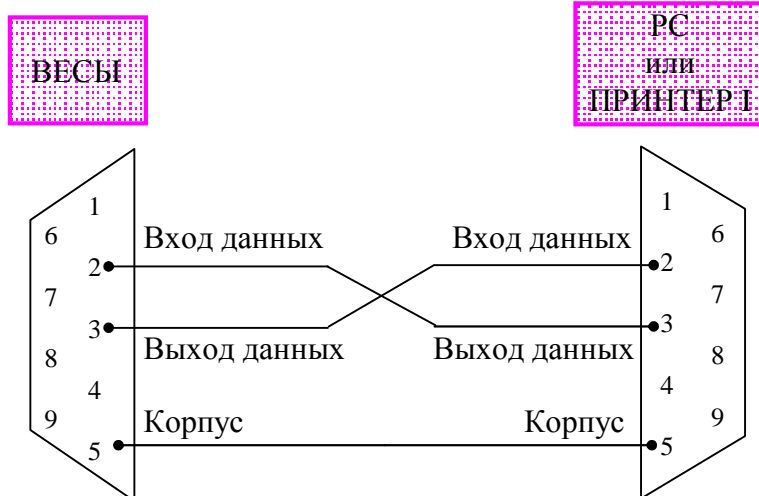 ВЕСЫ
PC
или
ПРИНТЕР I
1
6
2
7
3
8
4
9
5
Вход данных
Вход данных
Выход данных
Выход данных
Корпус
Корпус
1
6
2
7
3
8
4
9
5